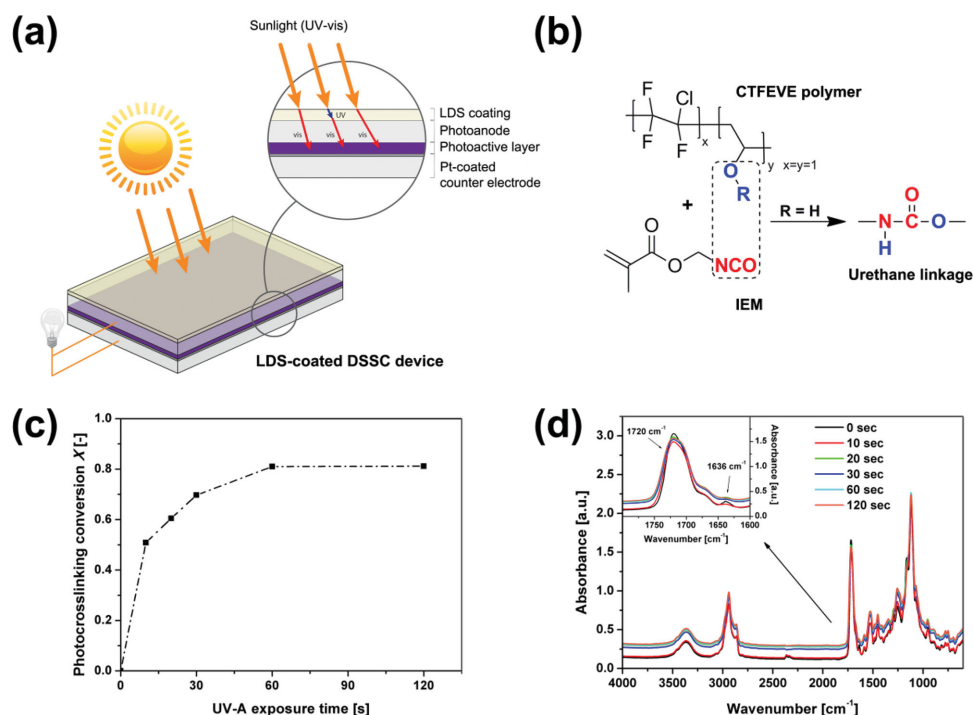 (a)
Sunlight (UV-vis)
UV
vis
vis
vis
LDS coating
Photoanode
Photoactive layer
Pt-coated
counter electrode
LDS-coated DSSC device
(b)
CTFEVE polymer
F
Cl
F
F
x
y x=y=1
O
R
+
R = H
O
O
NCO
IEM
O
N
C
O
H
Urethane linkage
(c)
Photocrosslinking conversion X [-]
1.0
0.8
0.6
0.4
0.2
0.0
0
30
60
90
120
UV-A exposure time [s]
(d)
Absorbance [a.u.]
3.0
2.5
2.0
1.5
1.0
0.5
0.0
4000
3500
3000
2500
2000
1500
1000
Wavenumber [cm-1]
1720 cm-1
1636 cm-1
Absorbance [a.u.]
1.5
1.0
0.5
0.0
1750
1700
1650
1600
Wavenumber [cm-1]
0 sec
10 sec
20 sec
30 sec
60 sec
120 sec